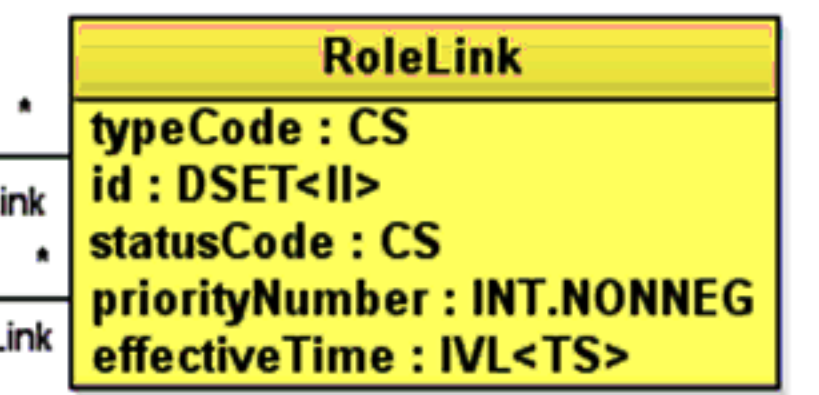 RoleLink
*
typeCode : CS
id : DSET<II>
ink
statusCode : CS
*
priorityNumber : INT.NONNEG
Link
effectiveTime : IVL<TS>